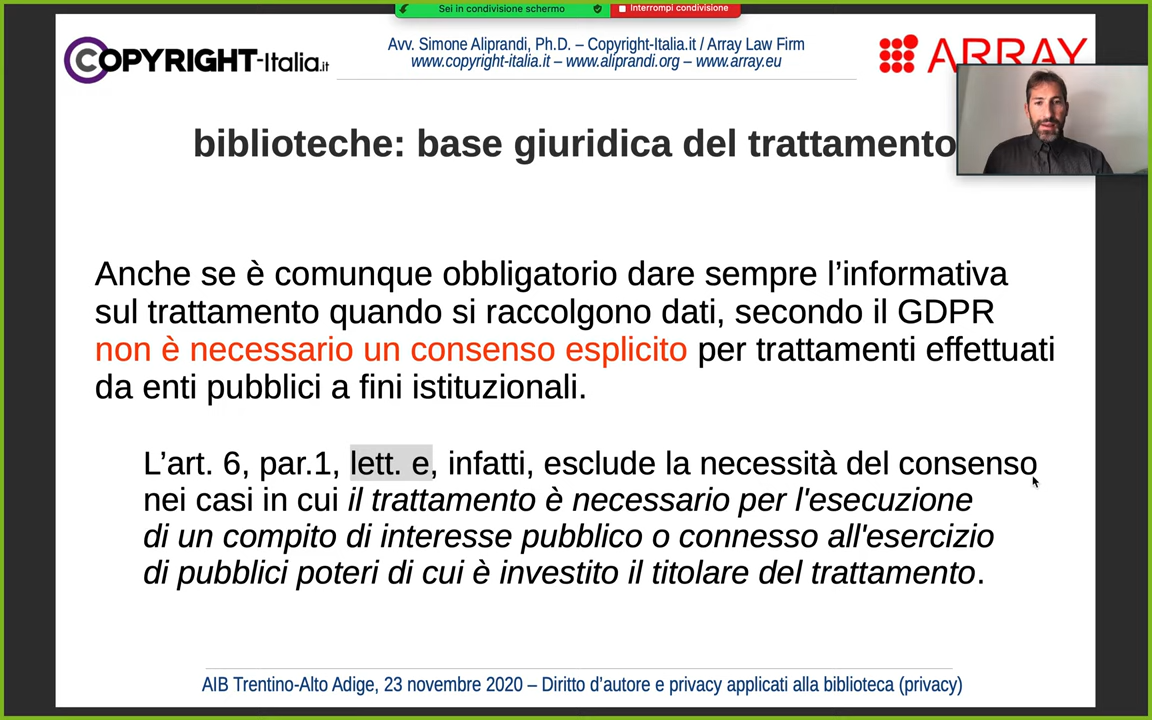 Sei in condivisione schermo
Interrompi condivisione
COPYRIGHT-Italia.it
Avv. Simone Aliprandi, Ph.D. – Copyright-Italia.it / Array Law Firm
www.copyright-italia.it – www.aliprandi.org – www.array.eu
ARRAY
biblioteche: base giuridica del trattamento
Anche se è comunque obbligatorio dare sempre l’informativa
sul trattamento quando si raccolgono dati, secondo il GDPR
non è necessario un consenso esplicito per trattamenti effettuati
da enti pubblici a fini istituzionali.
L’art. 6, par.1, lett. e, infatti, esclude la necessità del consenso
nei casi in cui il trattamento è necessario per l'esecuzione
di un compito di interesse pubblico o connesso all'esercizio
di pubblici poteri di cui è investito il titolare del trattamento.
AIB Trentino-Alto Adige, 23 novembre 2020 – Diritto d’autore e privacy applicati alla biblioteca (privacy)